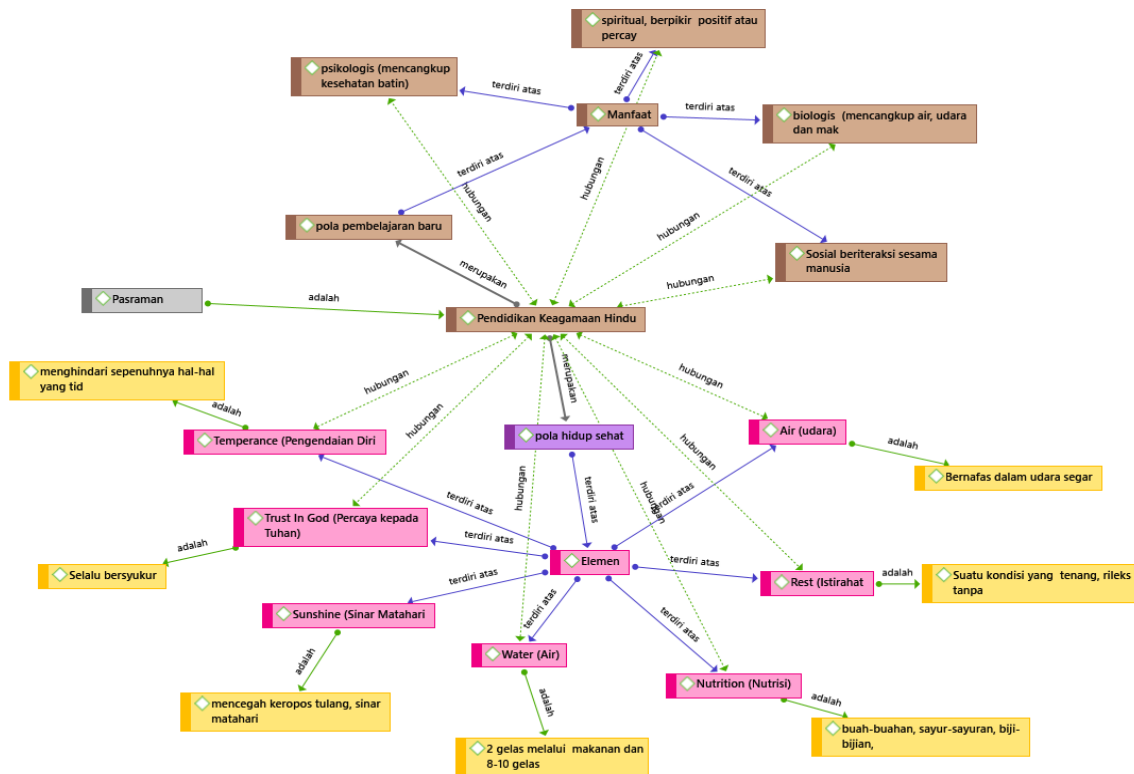 spiritual, berpikir positif atau
percay
psikologis (mencangkup
kesehatan batin)
terdiri atas
terdiri atas
Manfaat
terdiri atas
biologis (mencangkup air, udara
dan mak
terdiri atas
terdiri atas
hubungan
hubungan
hubungan
pola pembelajaran baru
merupakan
Sosial beriteraksi sesama
manusia
hubungan
Pasraman
adalah
Pendidikan Keagamaan Hindu
menghindari sepenuhnya hal-hal
yang tid
adalah
hubungan
merupakan
hubungan
Temperance (Pengendaian Diri
hubungan
pola hidup sehat
hubungan
Air (udara)
adalah
Bernafas dalam udara segar
hubungan
hubungan
terdiri atas
terdiri atas
terdiri atas
Trust In God (Percaya kepada
Tuhan)
terdiri atas
adalah
Selalu bersyukur
Elemen
terdiri atas
terdiri atas
Rest (Istirahat
adalah
Suatu kondisi yang tenang, rileks
tanpa
Sunshine (Sinar Matahari
terdiri atas
terdiri atas
adalah
Water (Air)
Nutrition (Nutrisi)
adalah
adalah
mencegah keropos tulang, sinar
matahari
buah-buahan, sayur-sayuran, biji-
bijian,
2 gelas melalui makanan dan
8-10 gelas